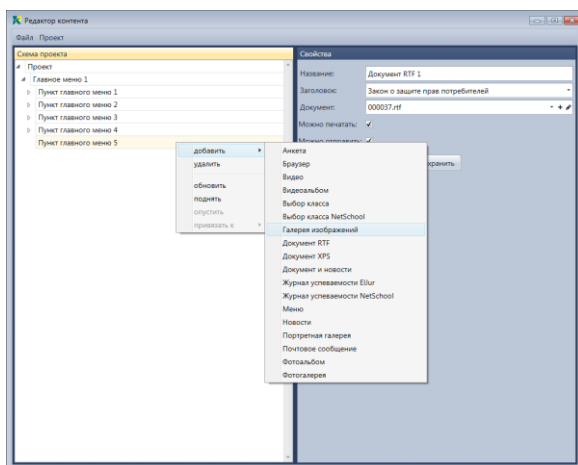 Редактор контента
Файл Проект
Схема проекта
Проект
Главное меню 1
Пункт главного меню 1
Пункт главного меню 2
Пункт главного меню 3
Пункт главного меню 4
Пункт главного меню 5
добавить
удалить
обновить
поднять
опустить
привязать к
Анкета
Браузер
Видео
Видеоальбом
Выбор класса
Выбор класса NetSchool
Галерея изображений
Документ RTF
Документ XPS
Документ и новости
Журнал успеваемости ElJur
Журнал успеваемости NetSchool
Меню
Новости
Портретная галерея
Почтовое сообщение
Фотоальбом
Фотогалерея
Свойства
Название: Документ RTF 1
Заголовок: Закон о защите прав потребителей
Документ: 000037.rtf
Можно печатать:
Можно отправить:
хранить